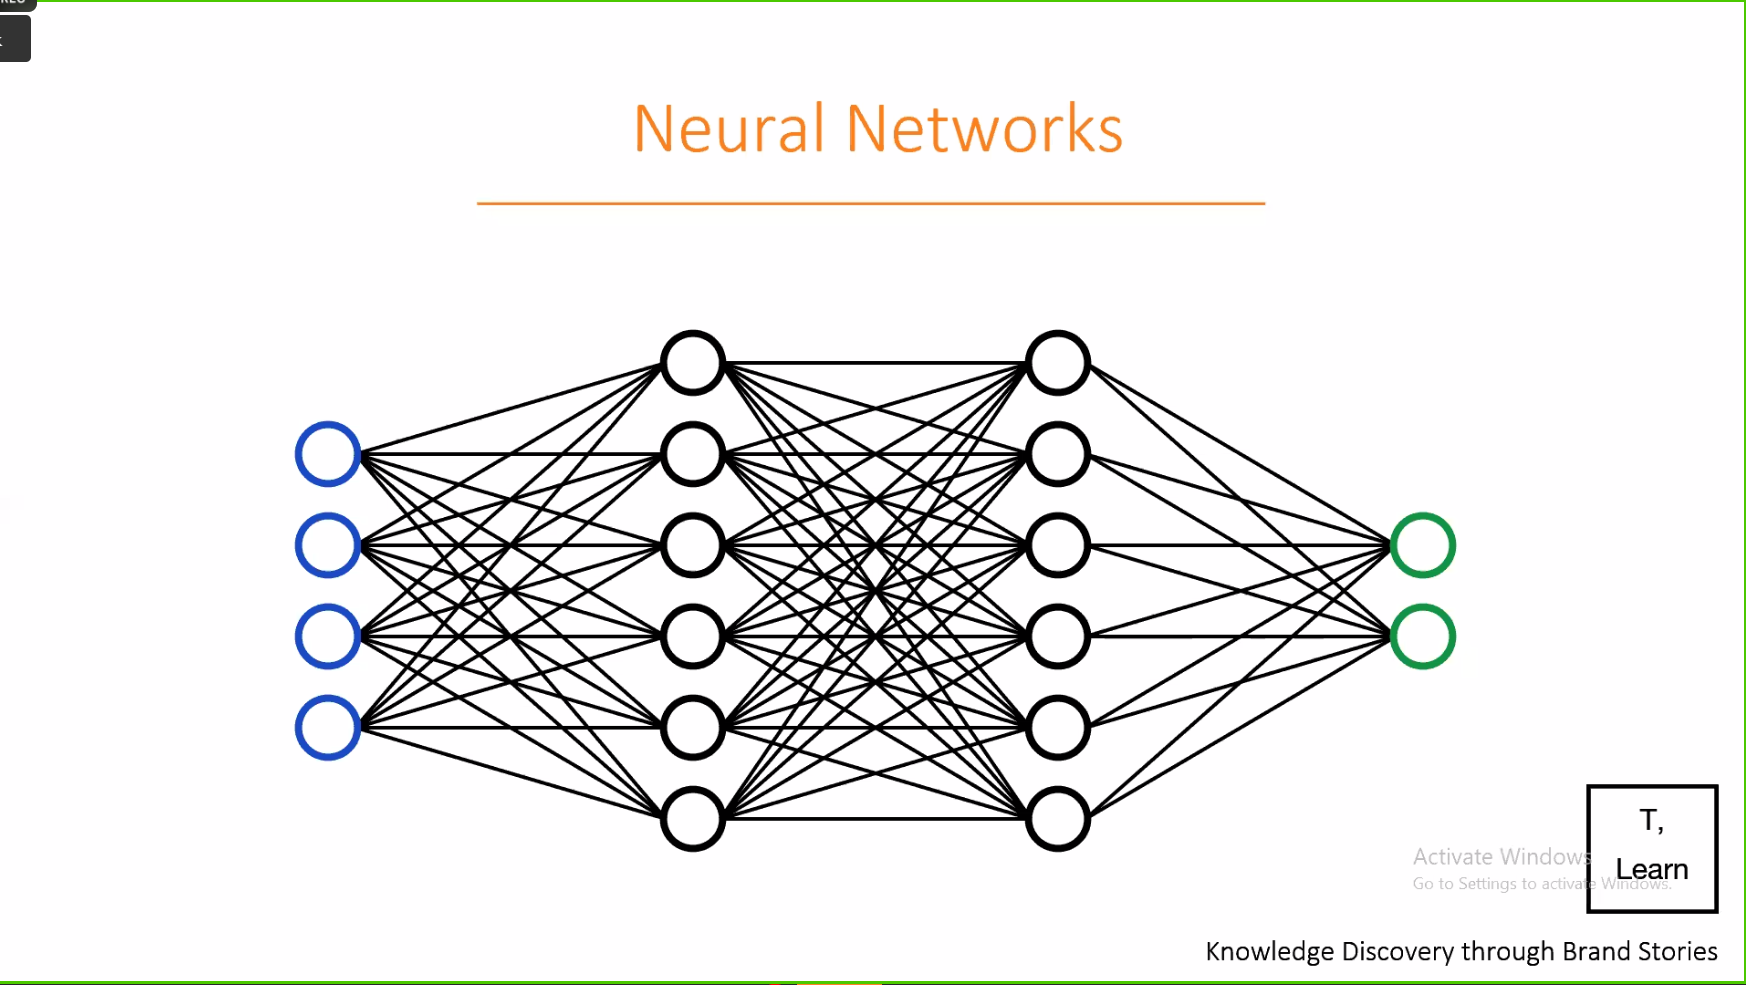 Neural Networks
T,
Learn
Activate Windows
Go to Settings to activate Windows.
Knowledge Discovery through Brand Stories